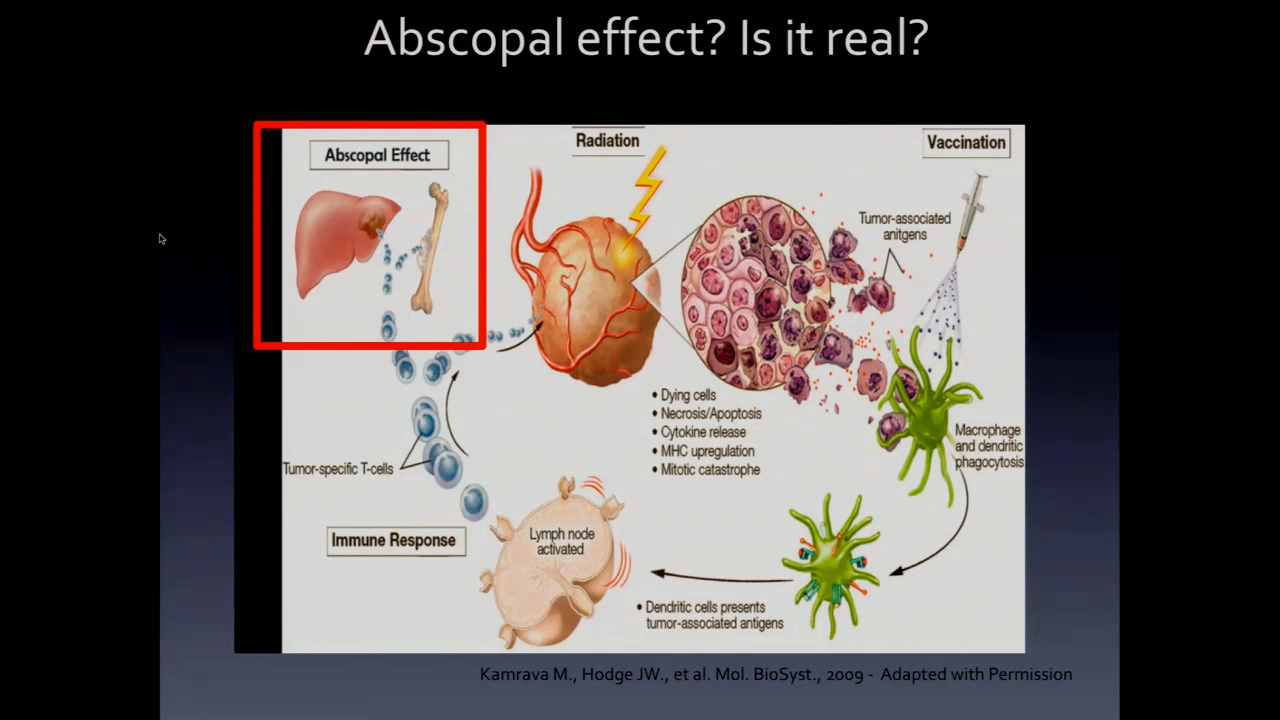 Abscopal effect? Is it real?
Abscopal Effect
Radiation
Vaccination
Tumor-associated
anitgens
• Dying cells
• Necrosis/Apoptosis
• Cytokine release
• MHC upregulation
• Mitotic catastrophe
Macrophage
and dendritic
phagocytosis
Tumor-specific T-cells
Immune Response
Lymph node
activated
• Dendritic cells presents
tumor-associated antigens
Kamrava M., Hodge JW., et al. Mol. BioSyst., 2009 - Adapted with Permission